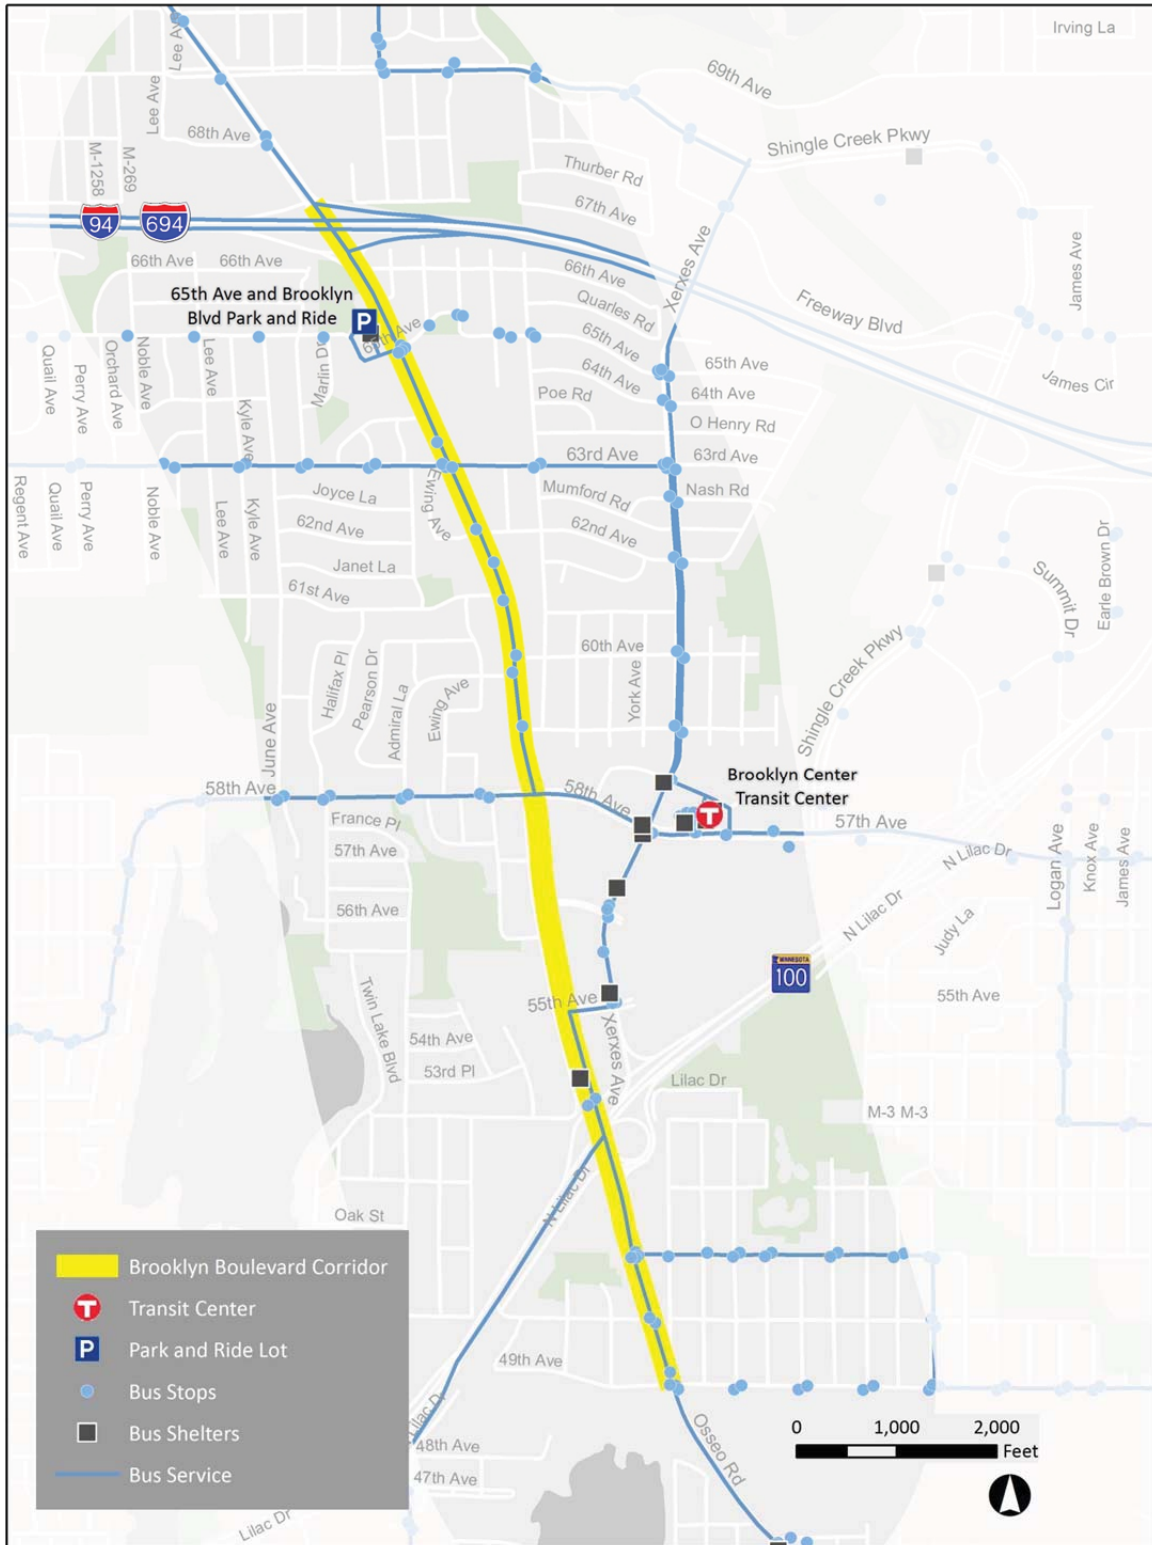 Irving La
Lee Ave
69th Ave
Lee Ave
68th Ave
Shingle Creek Pkwy
M-1258
M-269
Thurber Rd
67th Ave
94
694
Xerxes Ave
James Ave
66th Ave
66th Ave
66th Ave
65th Ave and Brooklyn
Blvd Park and Ride
P
65th Ave
Quarles Rd
Freeway Blvd
65th Ave
65th Ave
Quail Ave
Perry Ave
Orchard Ave
Noble Ave
Lee Ave
Kyle Ave
Marlin Dr
64th Ave
64th Ave
James Cir
Poe Rd
O Henry Rd
63rd Ave
63rd Ave
Regent Ave
Quail Ave
Perry Ave
Noble Ave
Lee Ave
Kyle Ave
Joyce La
Ewing Ave
Mumford Rd
Nash Rd
62nd Ave
62nd Ave
Janet La
61st Ave
Summit Dr
Earle Brown Dr
60th Ave
York Ave
Shingle Creek Pkwy
Halifax Pl
Pearson Dr
Admiral La
Ewing Ave
June Ave
58th Ave
58th Ave
Brooklyn Center
Transit Center
T
France Pl
57th Ave
57th Ave
N Lilac Dr
Logan Ave
Knox Ave
James Ave
56th Ave
N Lilac Dr
Judy La
MINNESOTA
100
Twin Lake Blvd
55th Ave
55th Ave
Xerxes Ave
54th Ave
53rd Pl
Lilac Dr
M-3 M-3
N Lilac Dr
Oak St
Brooklyn Boulevard Corridor
T
Transit Center
P
Park and Ride Lot
Bus Stops
Bus Shelters
Bus Service
49th Ave
Lilac Dr
48th Ave
47th Ave
Osseo Rd
0 1,000 2,000
Feet
Lilac Dr